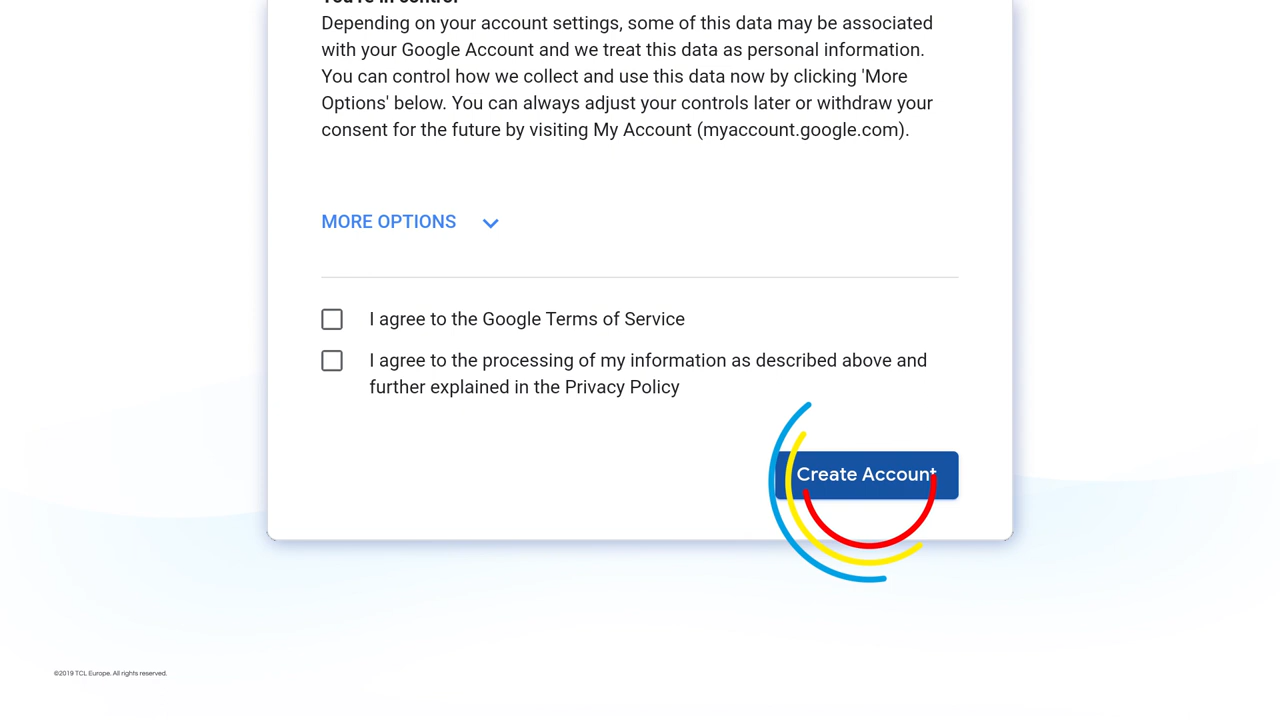 You're in control
Depending on your account settings, some of this data may be associated
with your Google Account and we treat this data as personal information.
You can control how we collect and use this data now by clicking 'More
Options' below. You can always adjust your controls later or withdraw your
consent for the future by visiting My Account (myaccount.google.com).
MORE OPTIONS
I agree to the Google Terms of Service
I agree to the processing of my information as described above and
further explained in the Privacy Policy
Create Account
©2019 TCL Europe. All rights reserved.